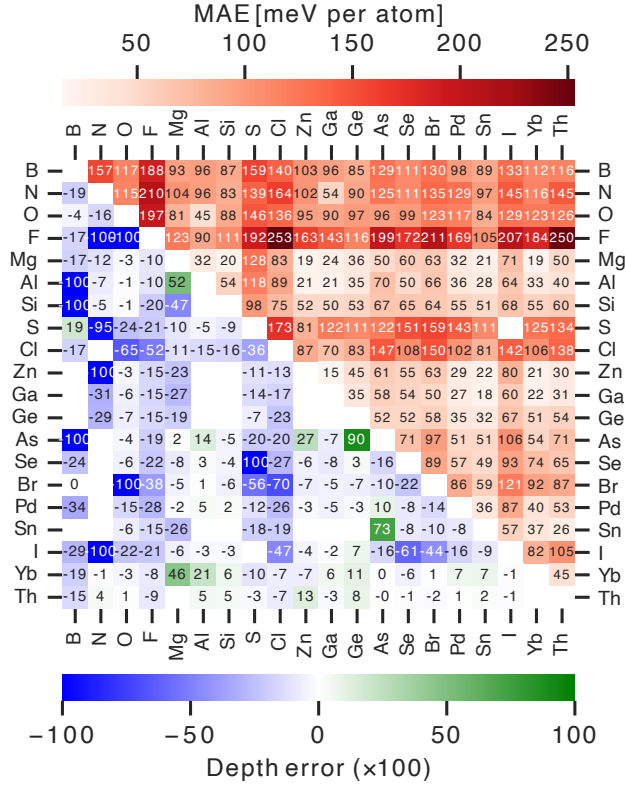 MAE [meV per atom]
50 100 150 200 250
B N O F Mg Al Si S Cl Zn Ga Ge As Se Br Pd Sn I Yb Th
B 157 117 188 93 96 87 159 140 103 96 85 129 111 130 98 89 133 112 116 B
N -19 115 210 104 96 83 139 164 102 54 90 125 111 135 129 97 145 116 145 N
O -4 -16 197 81 45 88 146 136 95 90 97 96 99 123 117 84 129 123 126 O
F -17 -100 -100 123 90 111 192 253 163 143 116 199 172 211 169 105 207 184 250 F
Mg -17 -12 -3 -10 32 20 128 83 19 24 36 50 60 63 32 21 71 19 50 Mg
Al -100 -7 -1 -10 52 54 118 89 21 21 35 70 50 66 36 28 64 33 40 Al
Si -100 -5 -1 -20 -47 98 75 52 50 53 67 65 64 55 51 68 55 60 Si
S 19 -95 -24 -21 -10 -5 -9 173 81 122 111 122 151 159 143 111 125 134 S
Cl -17 -65 -52 -11 -15 -16 -36 87 70 83 147 108 150 102 81 142 106 138 Cl
Zn -100 -3 -15 -23 -11 -13 15 45 61 55 63 29 22 80 21 30 Zn
Ga -31 -6 -15 -27 -14 -17 35 58 54 50 27 18 60 22 31 Ga
Ge -29 -7 -15 -19 -7 -23 52 52 58 35 32 67 51 54 Ge
As -100 -4 -19 2 14 -5 -20 -20 27 -7 90 71 97 51 51 106 54 71 As
Se -24 -6 -22 -8 3 -4 -100 -27 -6 -8 3 -16 89 57 49 93 74 65 Se
Br 0 -100 -38 -5 1 -6 -56 -70 -7 -5 -7 -10 -22 86 59 121 92 87 Br
Pd -34 -15 -28 -2 5 2 -12 -26 -3 -5 -3 10 -8 -14 36 87 40 53 Pd
Sn -6 -15 -26 -18 -19 73 -8 -10 -8 57 37 26 Sn
I -29 -100 -22 -21 -6 -3 -3 -47 -4 -2 7 -16 -61 -44 -16 -9 82 105 I
Yb -19 -1 -3 -8 46 21 6 -10 -7 -7 6 11 0 -6 1 7 7 -1 45 Yb
Th -15 4 1 -9 5 5 -3 -7 13 -3 8 -0 -1 -2 1 2 -1 Th
B N O F Mg Al Si S Cl Zn Ga Ge As Se Br Pd Sn I Yb Th
−100 −50 0 50 100
Depth error (×100)